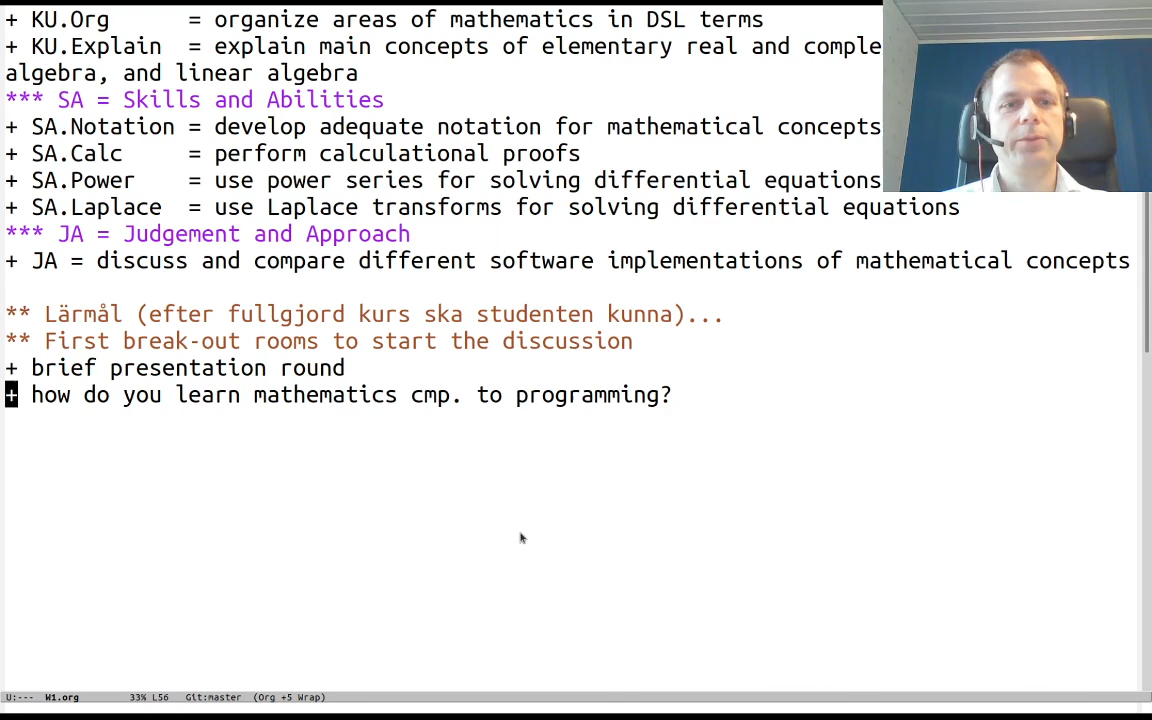 + KU.Org = organize areas of mathematics in DSL terms
+ KU.Explain = explain main concepts of elementary real and comple
algebra, and linear algebra
*** SA = Skills and Abilities
+ SA.Notation = develop adequate notation for mathematical concepts
+ SA.Calc = perform calculational proofs
+ SA.Power = use power series for solving differential equations
+ SA.Laplace = use Laplace transforms for solving differential equations
*** JA = Judgement and Approach
+ JA = discuss and compare different software implementations of mathematical concepts
** Lärmål (efter fullgjord kurs ska studenten kunna)...
** First break-out rooms to start the discussion
+ brief presentation round
+ how do you learn mathematics cmp. to programming?
U:--- W1.org 33% L56 Git:master (Org +5 Wrap)